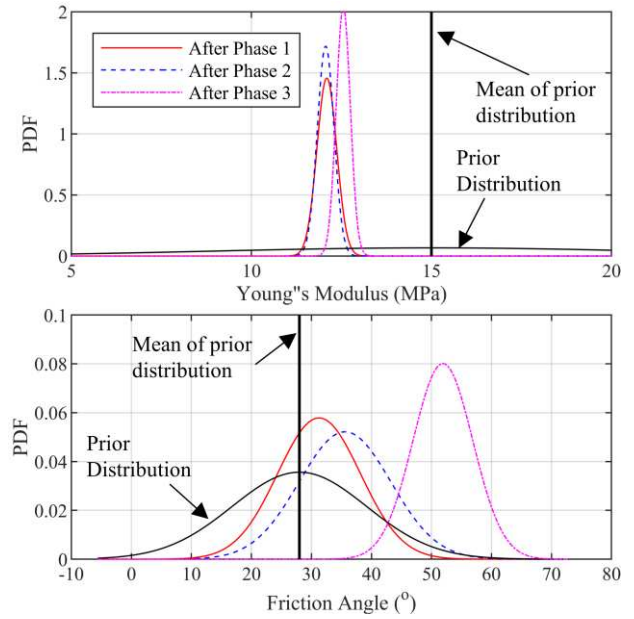 2
1.5
1
0.5
0
PDF
After Phase 1
After Phase 2
After Phase 3
Mean of prior
distribution
Prior
Distribution
5
10
15
20
Young"s Modulus (MPa)
0.1
0.08
0.06
0.04
0.02
0
PDF
Mean of prior
distribution
Prior
Distribution
-10
0
10
20
30
40
50
60
70
80
Friction Angle (°)